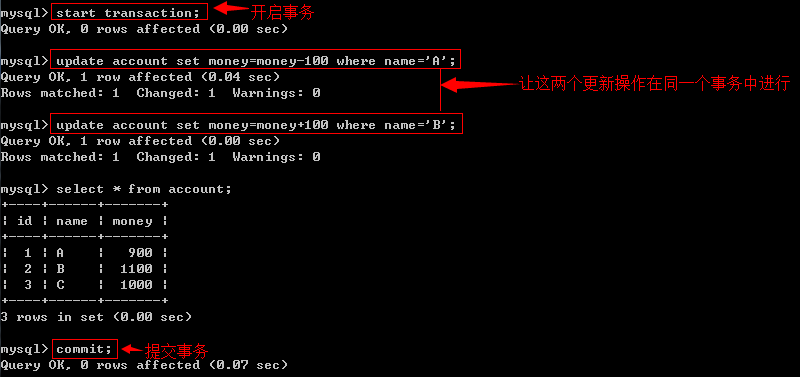 mysql> start transaction; 开启事务
Query OK, 0 rows affected (0.00 sec)
mysql> update account set money=money-100 where name='A';
Query OK, 1 row affected (0.04 sec)
让这两个更新操作在同一个事务中进行
Rows matched: 1  Changed: 1  Warnings: 0
mysql> update account set money=money+100 where name='B';
Query OK, 1 row affected (0.00 sec)
Rows matched: 1  Changed: 1  Warnings: 0
mysql> select * from account;
+----+------+-------+
| id | name | money |
+----+------+-------+
|  1 | A    |   900 |
|  2 | B    |  1100 |
|  3 | C    |  1000 |
+----+------+-------+
3 rows in set (0.00 sec)
mysql> commit; 提交事务
Query OK, 0 rows affected (0.07 sec)